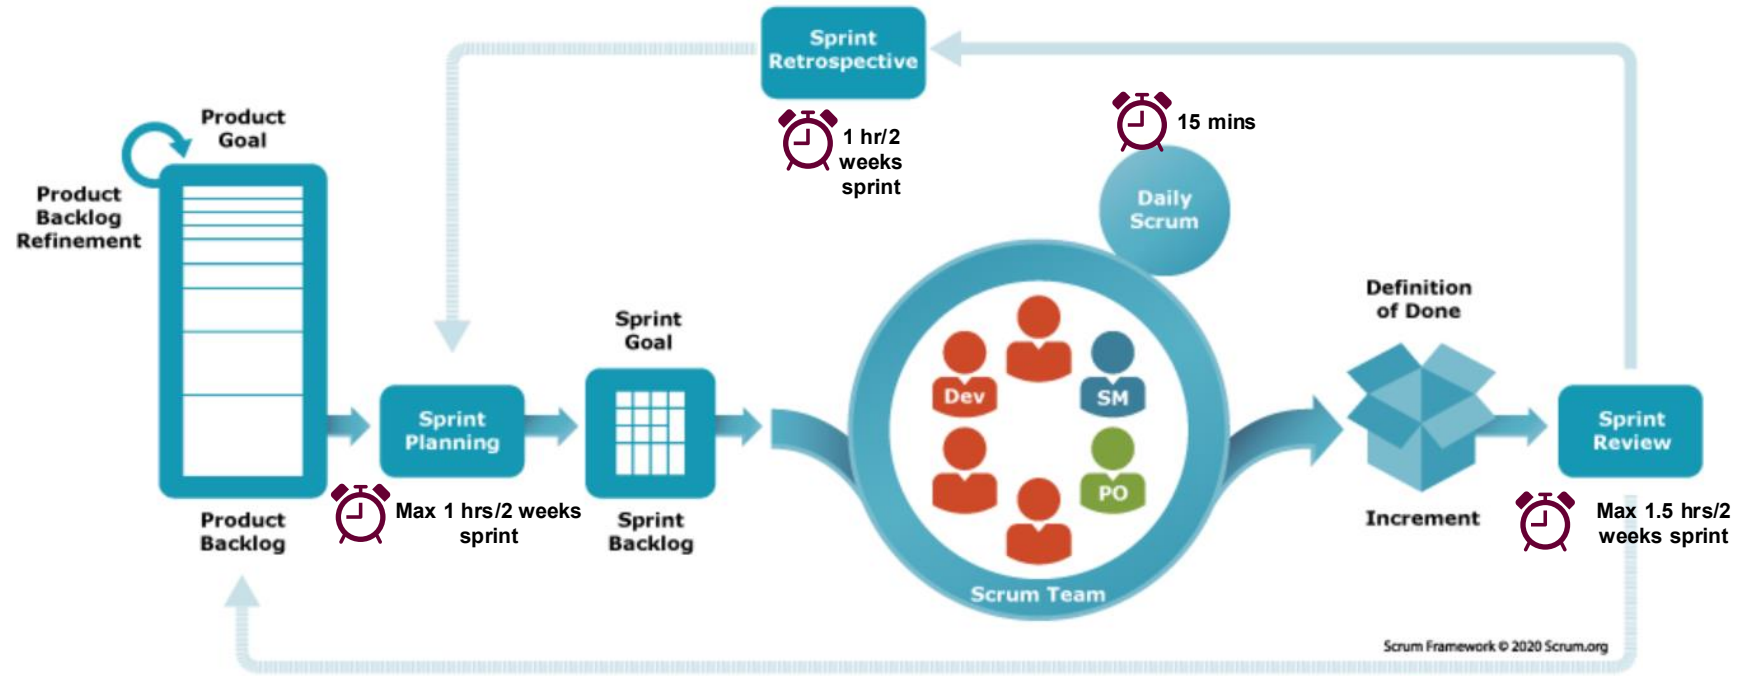 Sprint
Retrospective
1 hr/2
weeks
sprint
15 mins
Daily
Scrum
Product
Goal
Product
Backlog
Refinement
Product
Backlog
Sprint
Planning
Max 1 hrs/2 weeks
sprint
Sprint
Goal
Sprint
Backlog
Dev
SM
PO
Scrum Team
Definition
of Done
Increment
Sprint
Review
Max 1.5 hrs/2
weeks sprint
Scrum Framework © 2020 Scrum.org